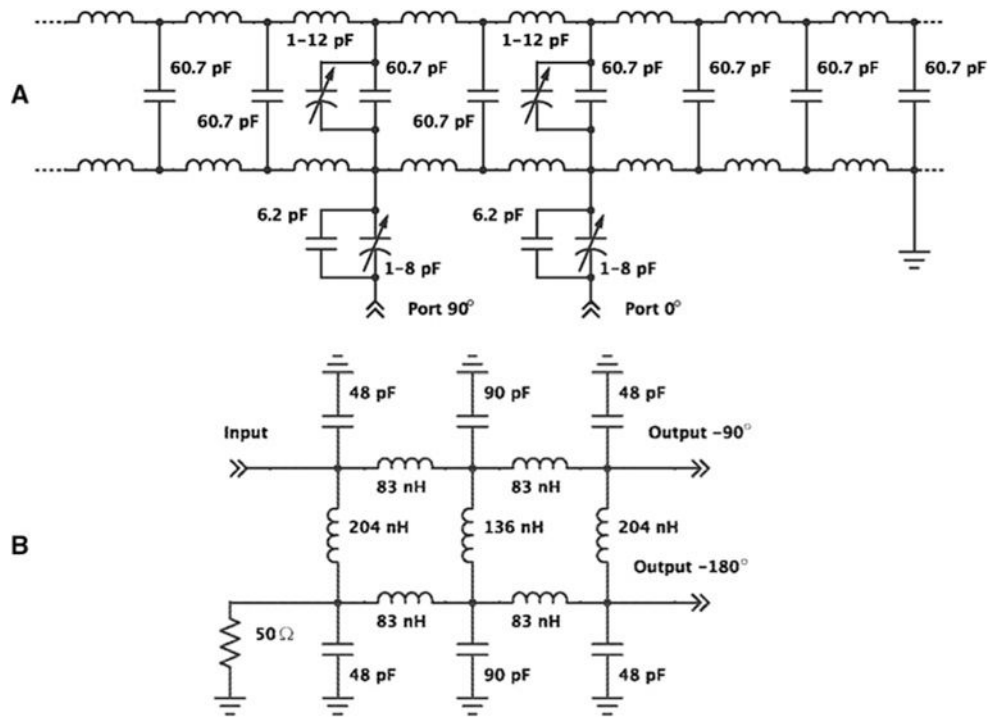 1–12 pF
1–12 pF
60.7 pF
60.7 pF
60.7 pF
60.7 pF
60.7 pF
60.7 pF
A
60.7 pF
60.7 pF
6.2 pF
6.2 pF
1–8 pF
1–8 pF
Port 90°
Port 0°
48 pF
90 pF
48 pF
Input
Output –90°
83 nH
83 nH
204 nH
136 nH
204 nH
B
Output –180°
83 nH
83 nH
50 Ω
48 pF
90 pF
48 pF